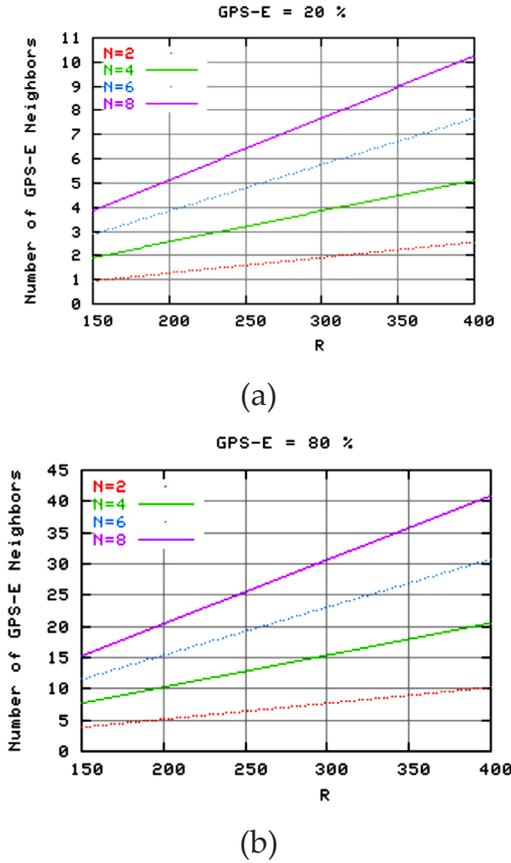 GPS-E = 20 %
Number of GPS-E Neighbors
11
10
9
8
7
6
5
4
3
2
1
0
N=2
N=4
N=6
N=8
150 200 250 300 350 400
R
(a)
GPS-E = 80 %
Number of GPS-E Neighbors
45
40
35
30
25
20
15
10
5
0
N=2
N=4
N=6
N=8
150 200 250 300 350 400
R
(b)